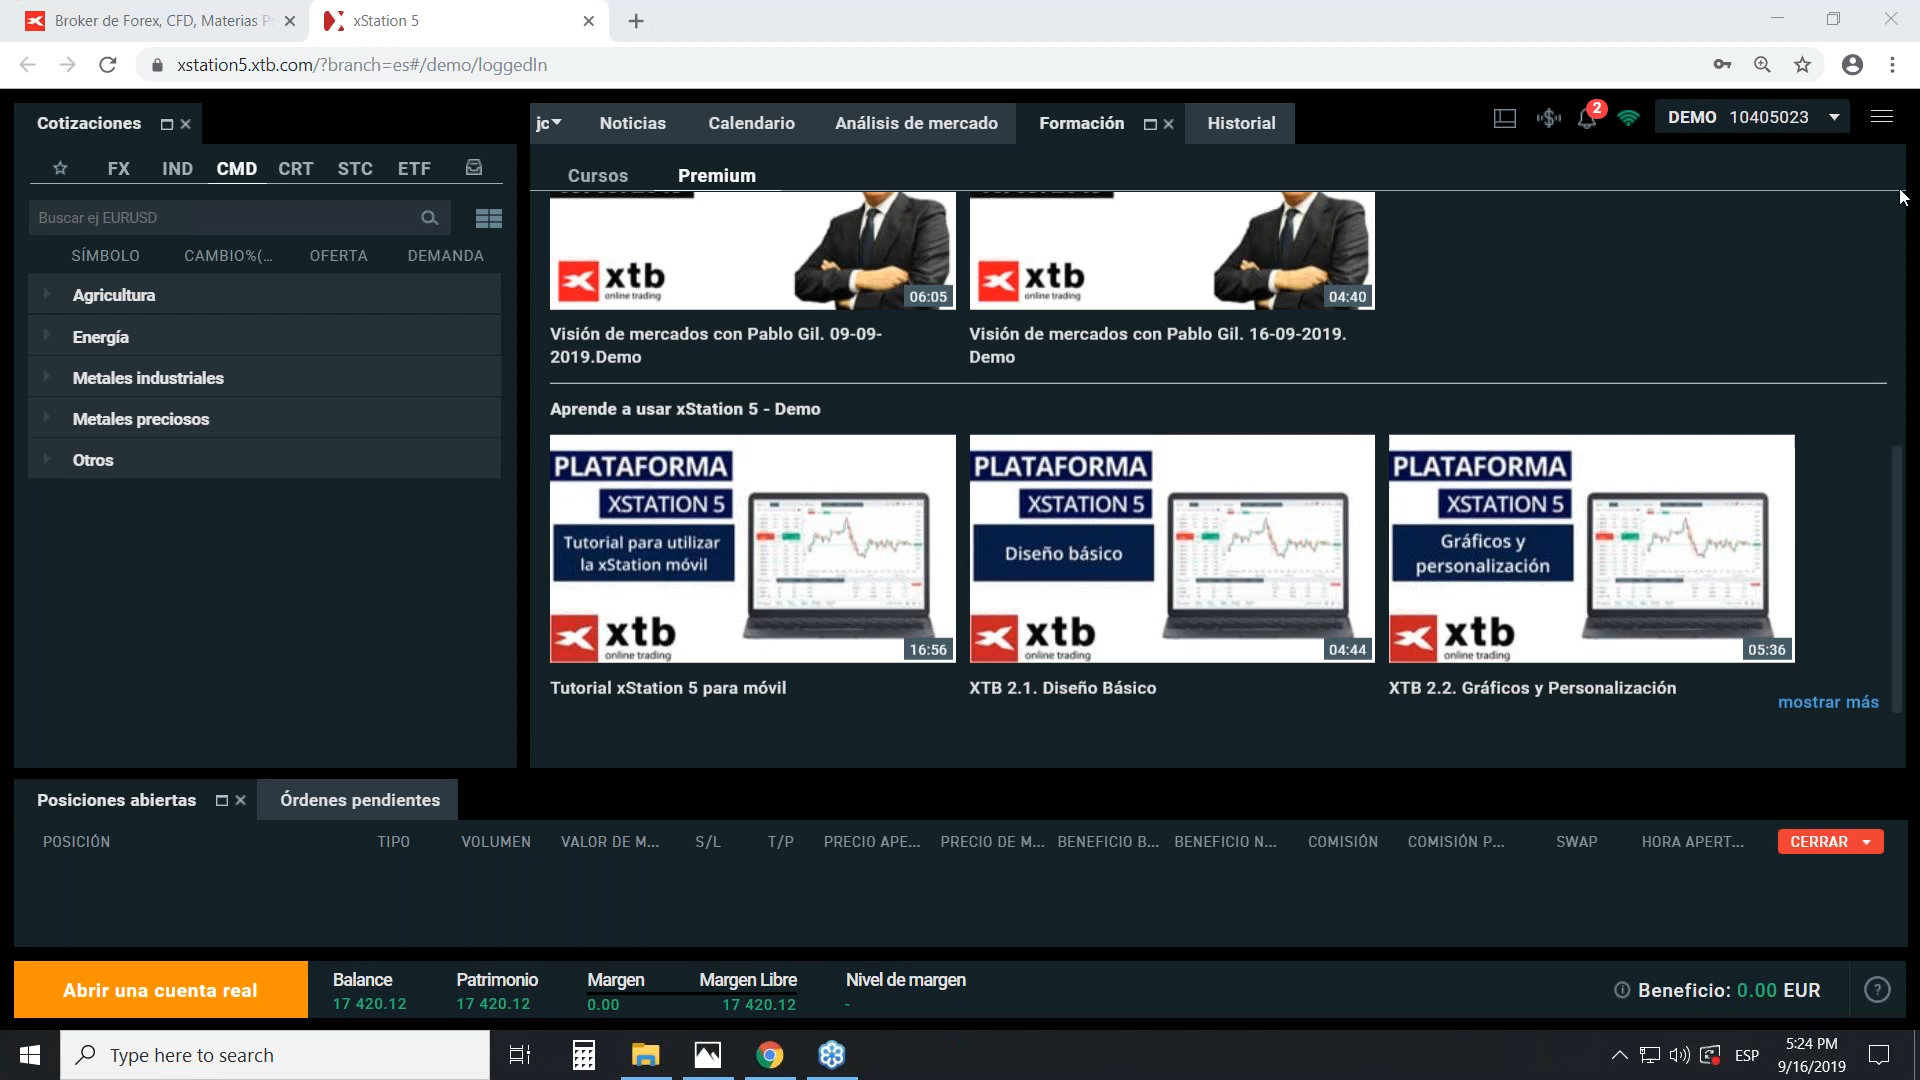 Broker de Forex, CFD, Materias P
xStation 5
xstation5.xtb.com/?branch=es#/demo/loggedIn
Cotizaciones
FX IND CMD CRT STC ETF
Buscar ej EURUSD
SÍMBOLO CAMBIO%(... OFERTA DEMANDA
Agricultura
Energía
Metales industriales
Metales preciosos
Otros
Noticias Calendario Análisis de mercado Formación Historial
2
DEMO 10405023
Cursos Premium
xtb
online trading
06:05
xtb
online trading
04:40
Visión de mercados con Pablo Gil. 09-09-
2019.Demo
Visión de mercados con Pablo Gil. 16-09-2019.
Demo
Aprende a usar xStation 5 - Demo
PLATAFORMA
XSTATION 5
Tutorial para utilizar
la xStation móvil
xtb
online trading
16:56
PLATAFORMA
XSTATION 5
Diseño básico
xtb
online trading
04:44
PLATAFORMA
XSTATION 5
Gráficos y
personalización
xtb
online trading
05:36
Tutorial xStation 5 para móvil
XTB 2.1. Diseño Básico
XTB 2.2. Gráficos y Personalización
mostrar más
Posiciones abiertas Órdenes pendientes
POSICIÓN TIPO VOLUMEN VALOR DE M... S/L T/P PRECIO APE... PRECIO DE M... BENEFICIO B... BENEFICIO N... COMISIÓN COMISIÓN P... SWAP HORA APERT... CERRAR
Abrir una cuenta real
Balance Patrimonio Margen Margen Libre Nivel de margen
17 420.12 17 420.12 0.00 17 420.12 -
Beneficio: 0.00 EUR
Type here to search
ESP
5:24 PM
9/16/2019